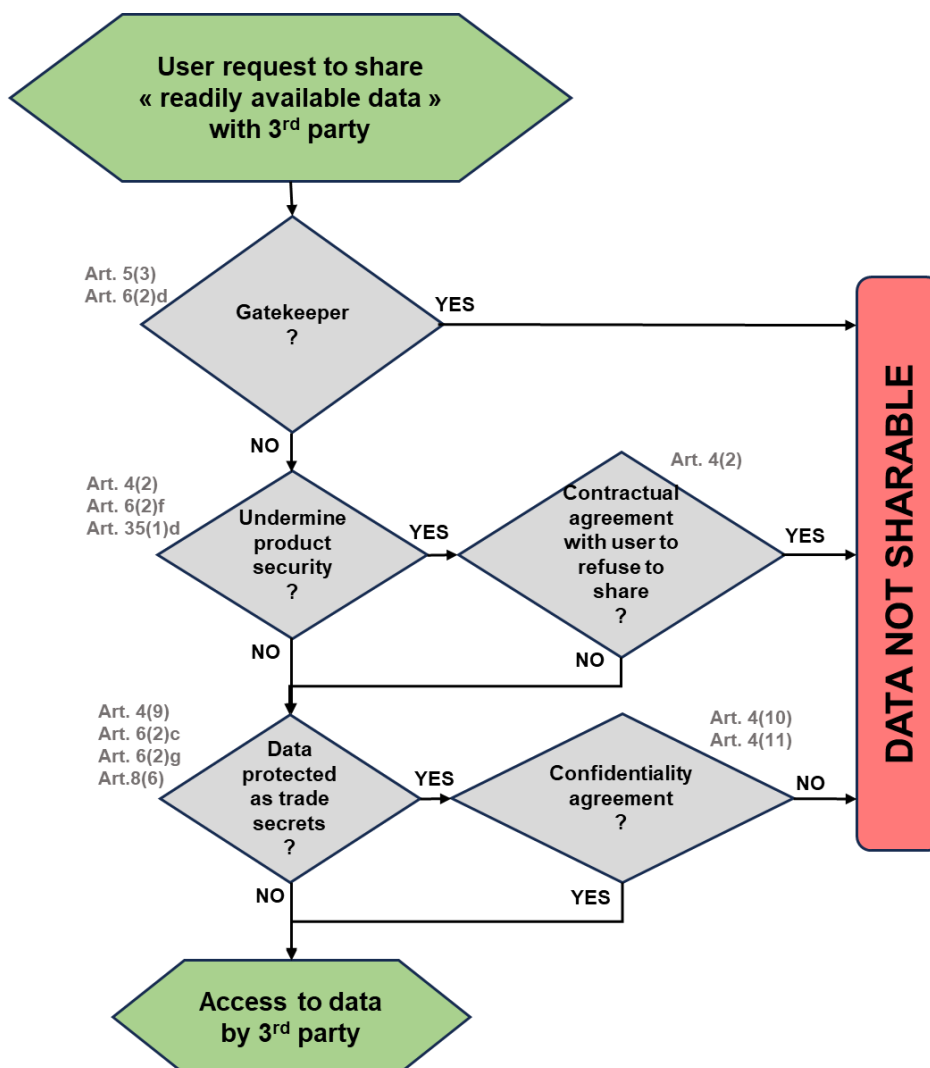 User request to share
« readily available data »
with 3rd party
Art. 5(3)
Art. 6(2)d
Gatekeeper
?
YES
NO
Art. 4(2)
Art. 6(2)f
Art. 35(1)d
Undermine
product
security
?
YES
Art. 4(2)
Contractual
agreement
with user to
refuse to
share
?
YES
NO
NO
Art. 4(9)
Art. 6(2)c
Art. 6(2)g
Art.8(6)
Data
protected
as trade
secrets
?
YES
Art. 4(10)
Art. 4(11)
Confidentiality
agreement
?
NO
NO
YES
DATA NOT SHARABLE
Access to data
by 3rd party